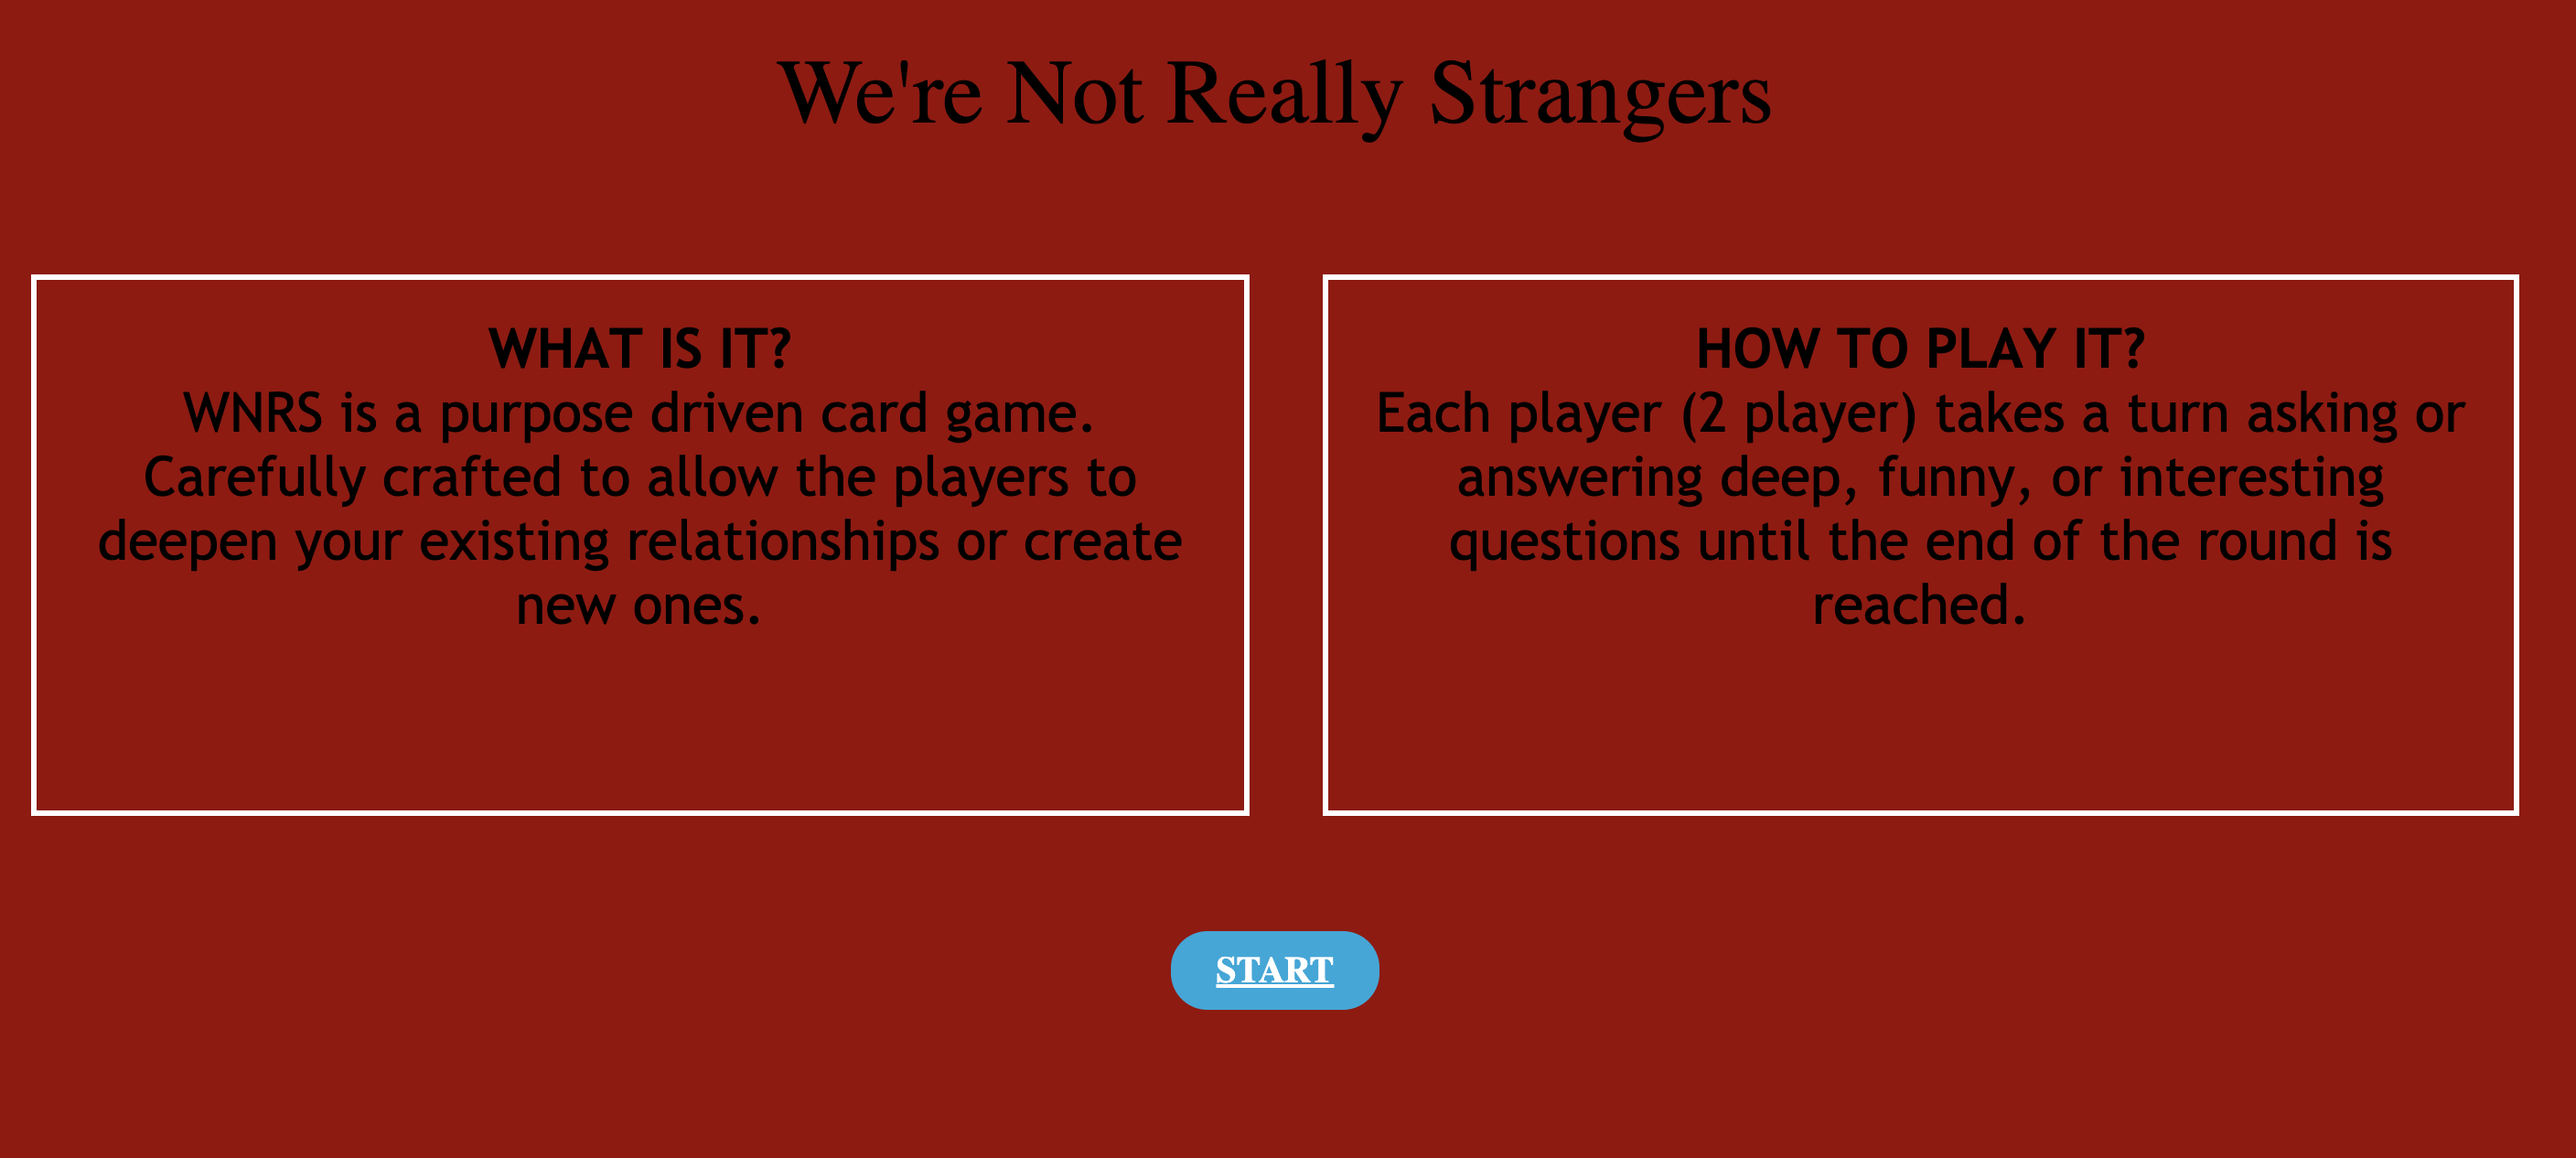 We're Not Really Strangers
WHAT IS IT?
WNRS is a purpose driven card game.
Carefully crafted to allow the players to
deepen your existing relationships or create
new ones.
HOW TO PLAY IT?
Each player (2 player) takes a turn asking or
answering deep, funny, or interesting
questions until the end of the round is
reached.
START